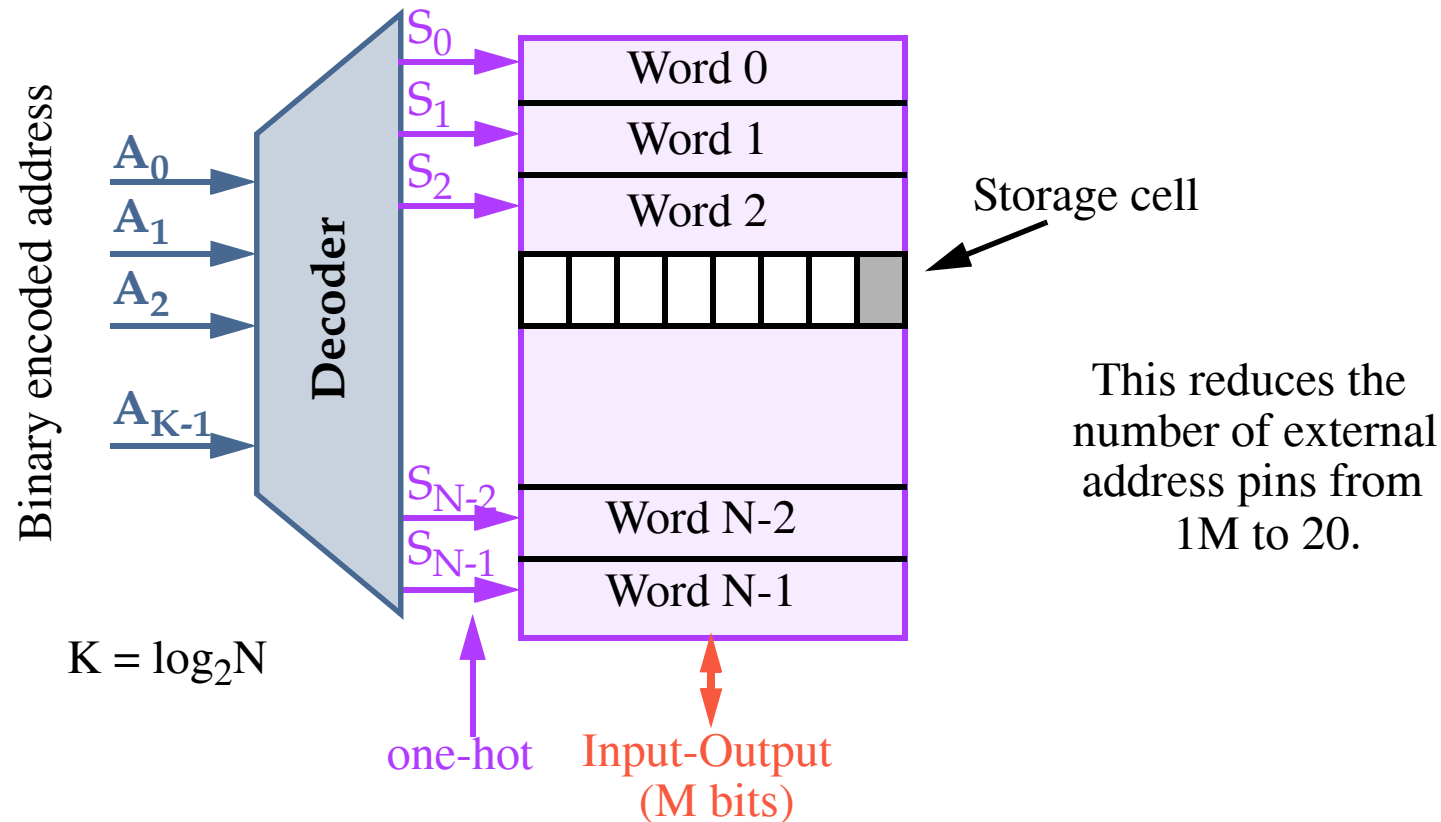 Binary encoded address
A0
A1
A2
AK-1
Decoder
S0
S1
S2
SN-2
SN-1
Word 0
Word 1
Word 2
Word N-2
Word N-1
Storage cell
This reduces the
number of external
address pins from
1M to 20.
K = log2N
one-hot
Input-Output
(M bits)